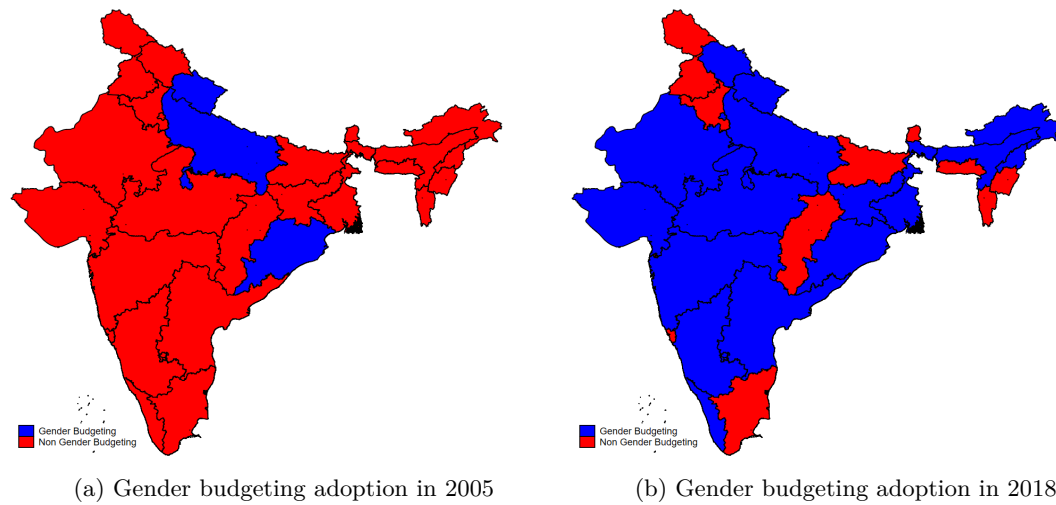 Gender Budgeting
Non Gender Budgeting
(a) Gender budgeting adoption in 2005
Gender Budgeting
Non Gender Budgeting
(b) Gender budgeting adoption in 2018